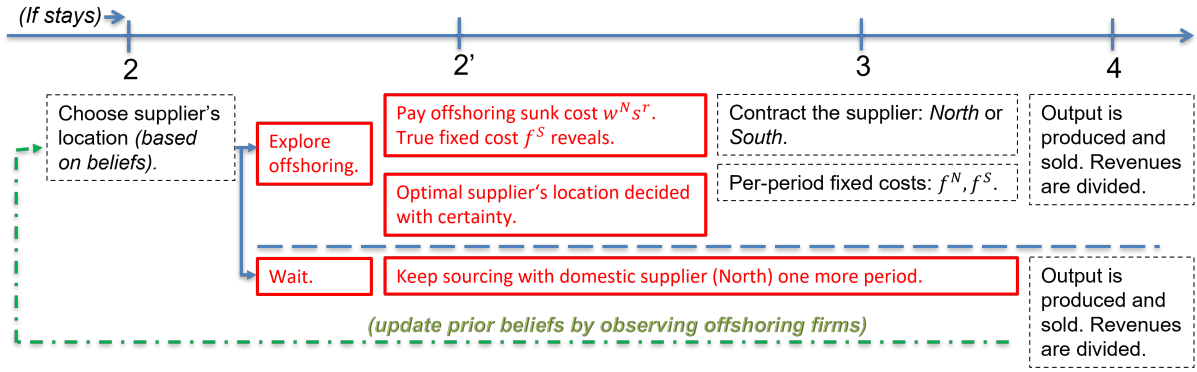 (If stays)
2
2'
3
4
Choose supplier's
location (based
on beliefs).
Explore
offshoring.
Pay offshoring sunk cost $w^N s^r$.
True fixed cost $f^S$ reveals.
Optimal supplier‘s location decided
with certainty.
Contract the supplier: North or
South.
Per-period fixed costs: $f^N, f^S$.
Output is
produced and
sold. Revenues
are divided.
Wait.
Keep sourcing with domestic supplier (North) one more period.
Output is
produced and
sold. Revenues
are divided.
(update prior beliefs by observing offshoring firms)